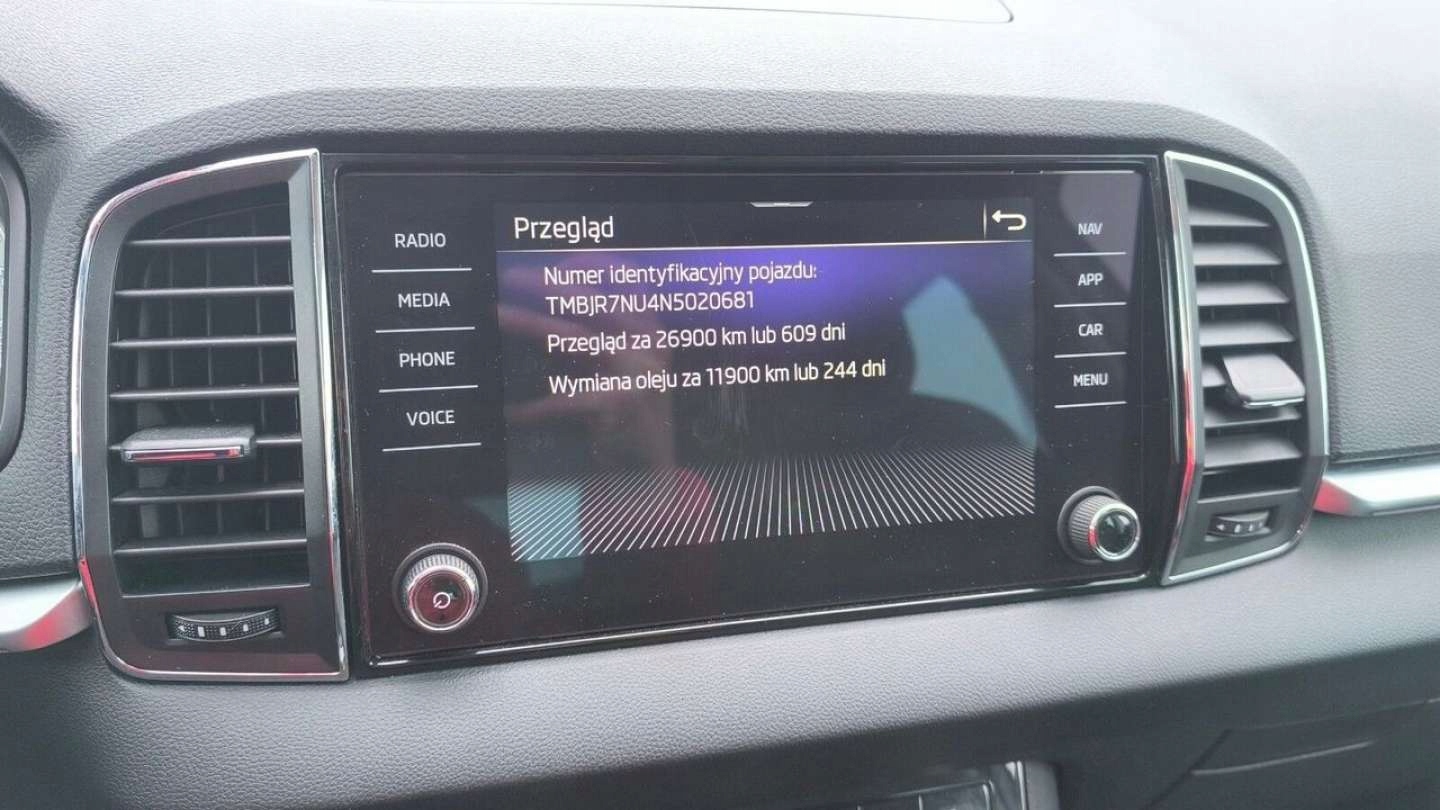 RADIO
MEDIA
PHONE
VOICE
Przegląd
Numer identyfikacyjny pojazdu:
TMBJR7NU4N5020681
Przegląd za 26900 km lub 609 dni
Wymiana oleju za 11900 km lub 244 dni
NAV
APP
CAR
MENU